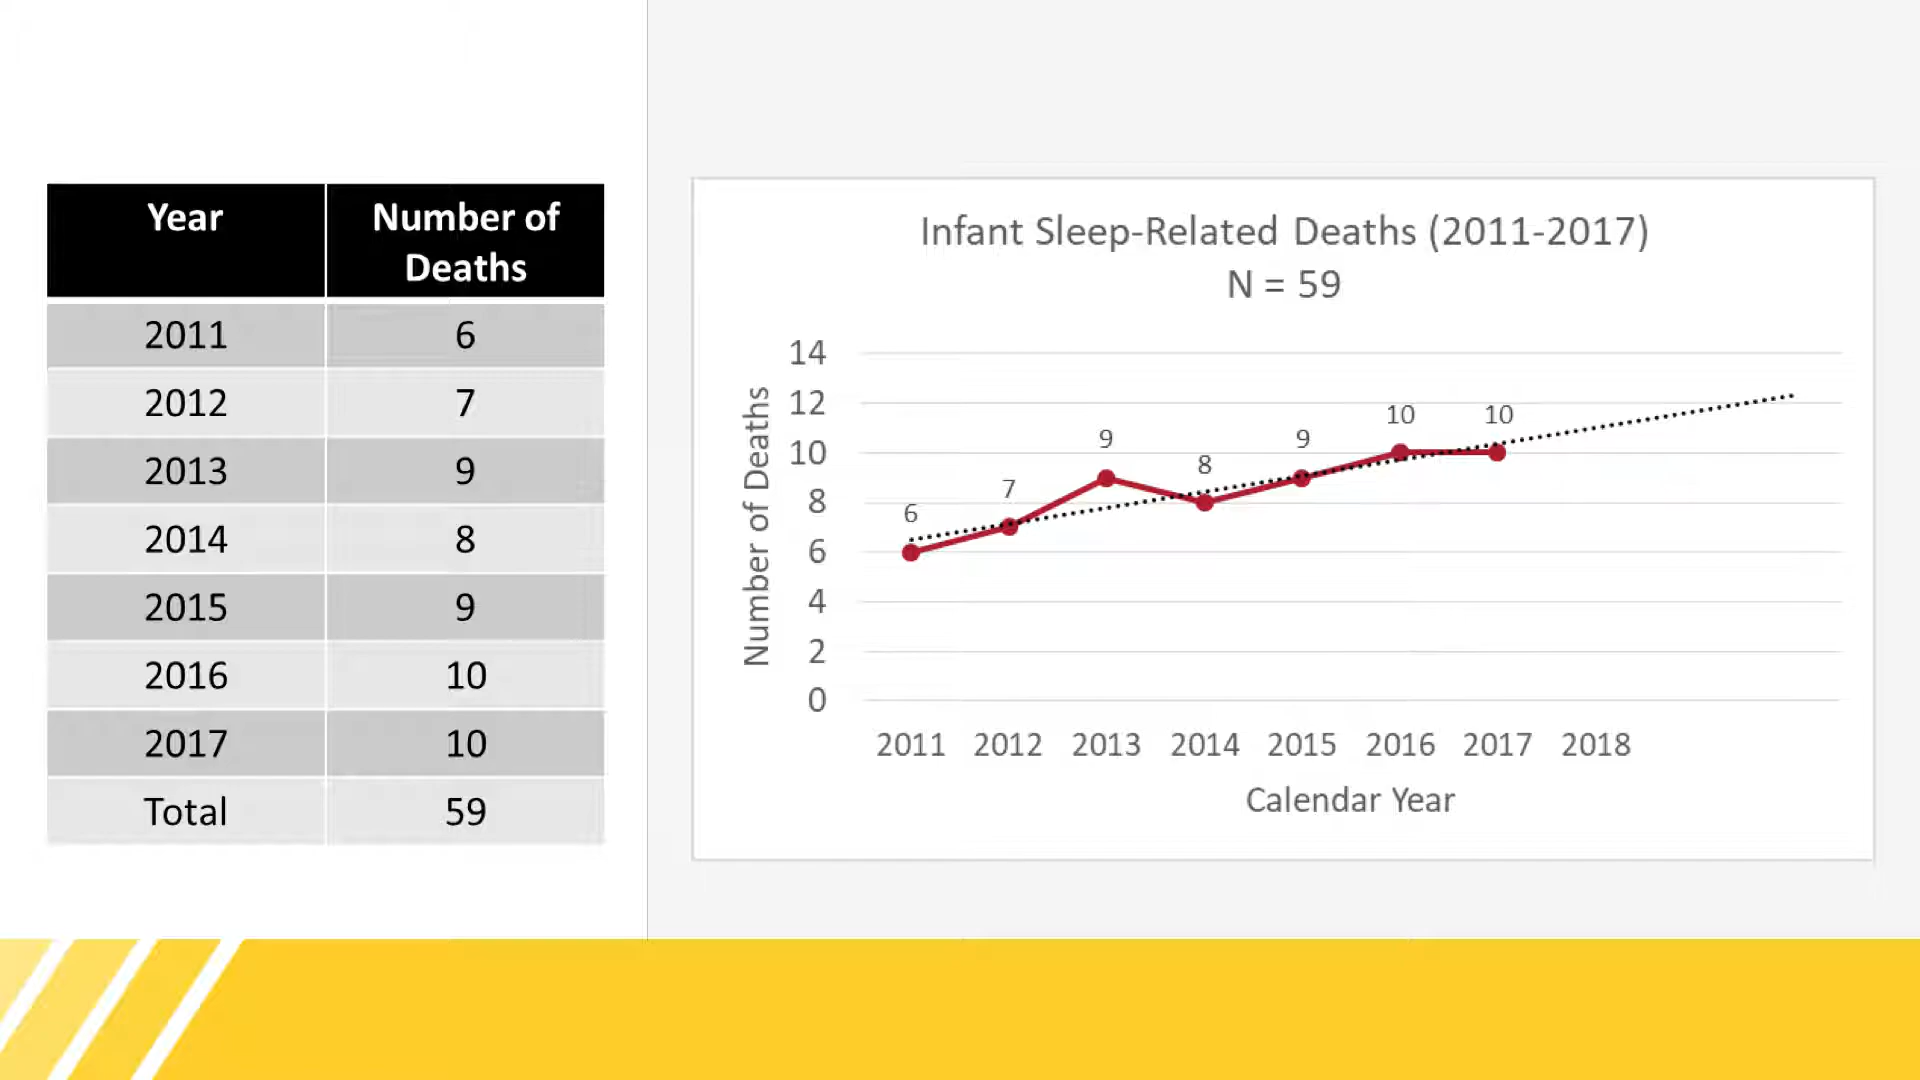 Year Number of
Deaths
2011 6
2012 7
2013 9
2014 8
2015 9
2016 10
2017 10
Total 59
Infant Sleep-Related Deaths (2011-2017)
N = 59
Number of Deaths
14
12
10
8
6
4
2
0
6
7
9
8
9
10
10
2011 2012 2013 2014 2015 2016 2017 2018
Calendar Year